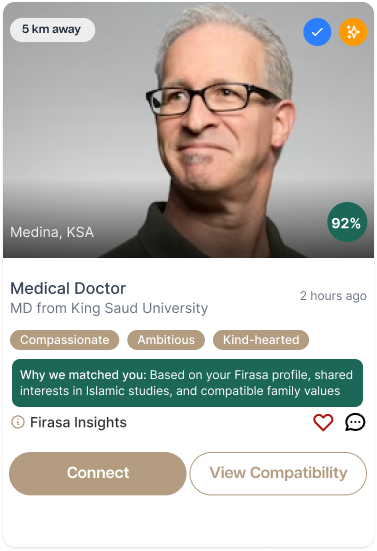 5 km away
Medina, KSA
92%
Medical Doctor
2 hours ago
MD from King Saud University
Compassionate Ambitious Kind-hearted
Why we matched you: Based on your Firasa profile, shared
interests in Islamic studies, and compatible family values
Firasa Insights
Connect View Compatibility